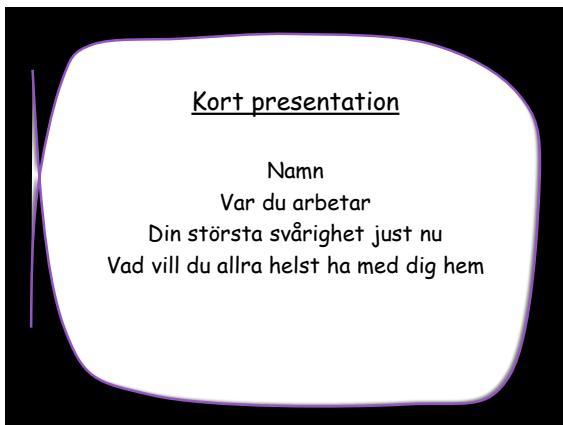 Kort presentation
Namn
Var du arbetar
Din största svårighet just nu
Vad vill du allra helst ha med dig hem